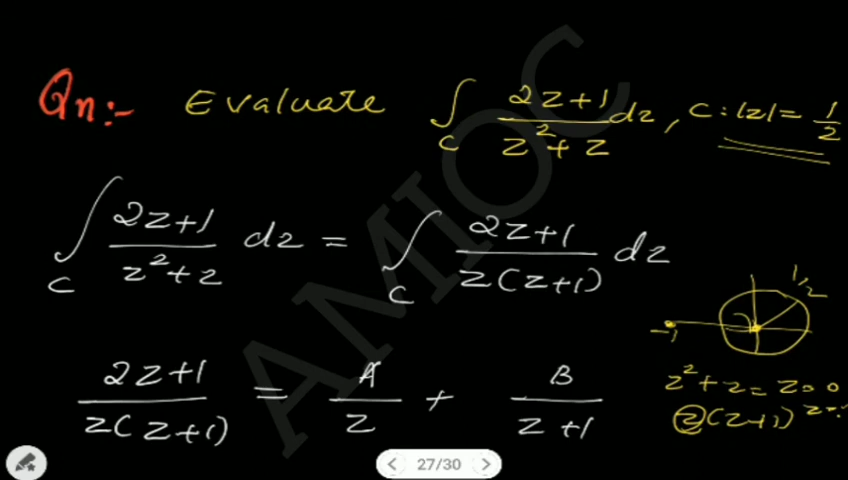 Qn:- Evaluate ∫_C (2z+1)/(z²+z) dz, C: |z| = 1/2
∫_C (2z+1)/(z²+z) dz = ∫_C (2z+1)/(z(z+1)) dz
1/2
-1
z²+z=0 z=0
z(z+1)
(2z+1)/(z(z+1)) = A/z + B/(z+1)
AMIOC
27/30